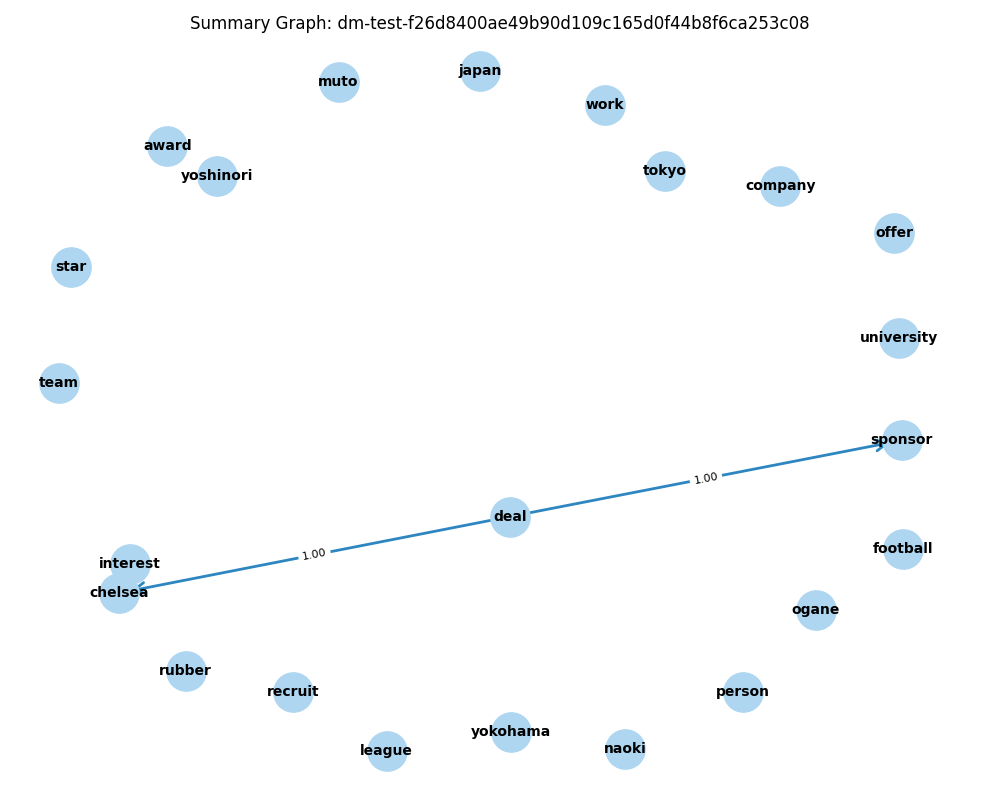 Summary Graph: dm-test-f26d8400ae49b90d109c165d0f44b8f6ca253c08
japan
muto
work
award
yoshinori
tokyo
company
offer
star
university
team
sponsor
1.00
deal
football
1.00
interest
chelsea
ogane
rubber
recruit
person
yokohama
naoki
league